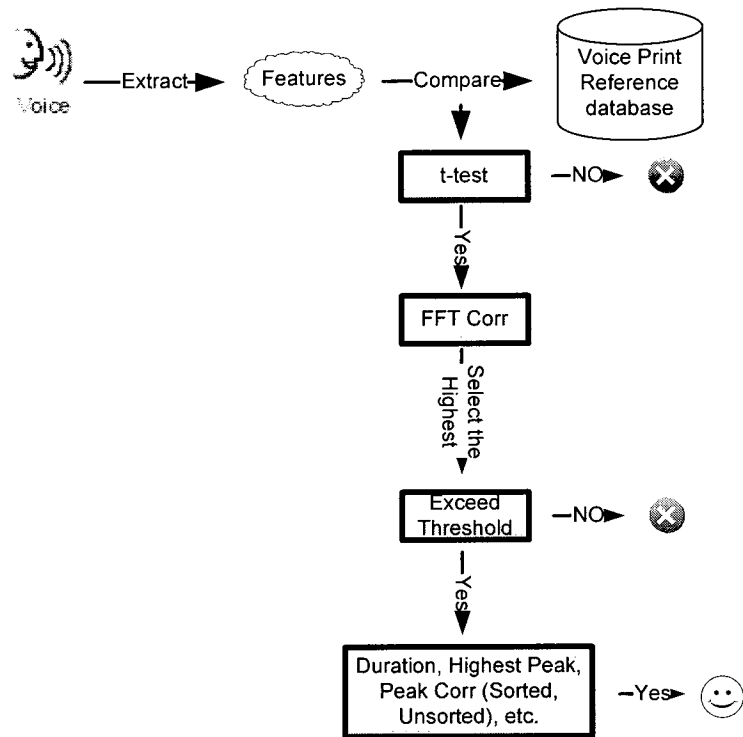 Voice
Extract
Features
Compare
Voice Print
Reference
database
t-test
NO
Yes
FFT Corr
Select the
Highest
Exceed
Threshold
NO
Yes
Duration, Highest Peak,
Peak Corr (Sorted,
Unsorted), etc.
Yes